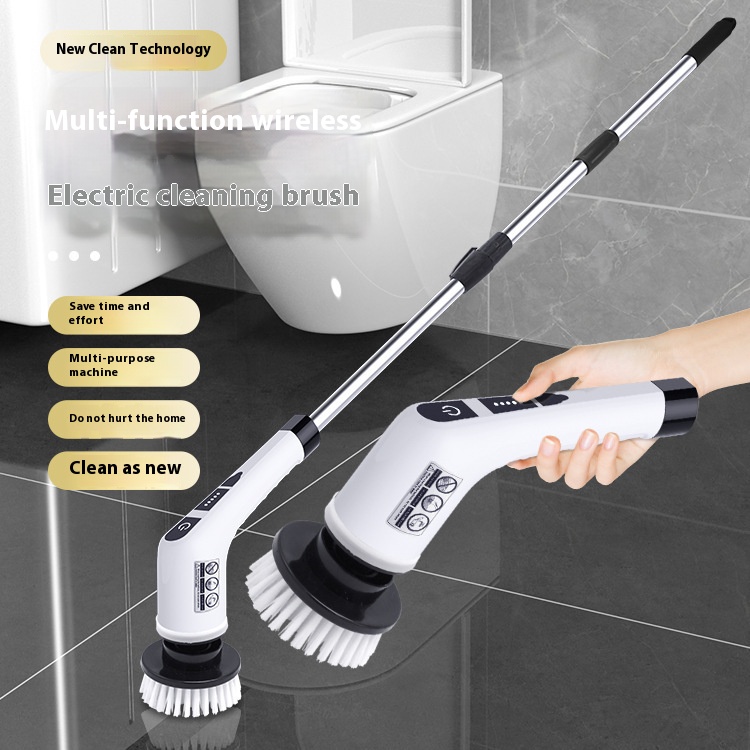 New Clean Technology
Multi-function wireless
Electric cleaning brush
Save time and
effort
Multi-purpose
machine
Do not hurt the home
Clean as new